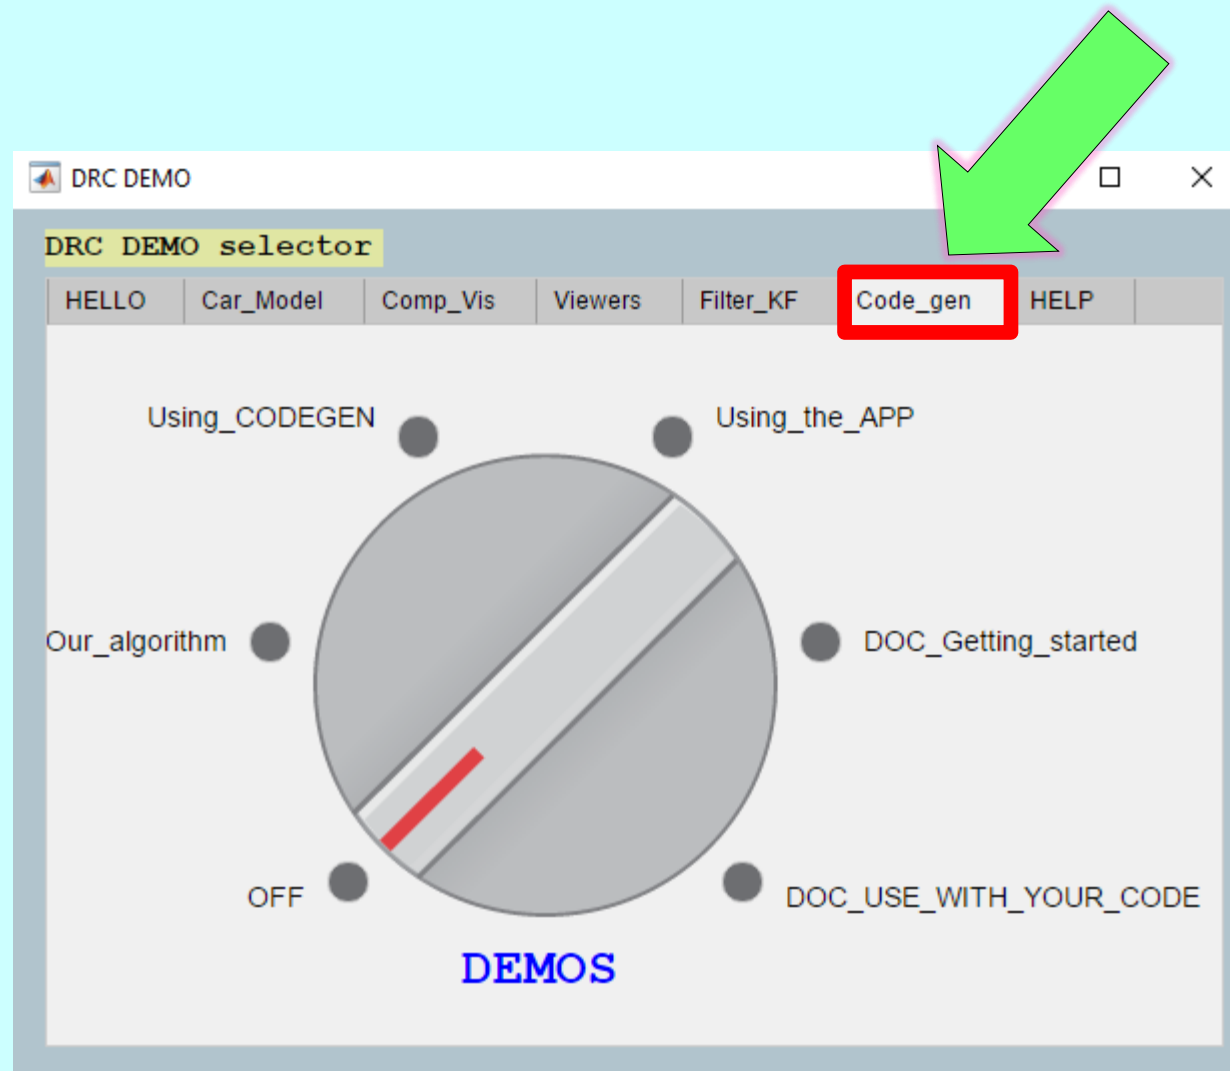 DRC DEMO
DRC DEMO selector
HELLO Car_Model Comp_Vis Viewers Filter_KF Code_gen HELP
Using_CODEGEN Using_the_APP
Our_algorithm DOC_Getting_started
OFF DOC_USE_WITH_YOUR_CODE
DEMOS